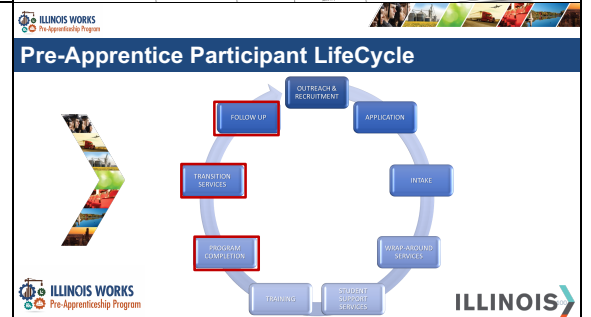 ILLINOIS WORKS
Pre-Apprenticeship Program
Pre-Apprentice Participant LifeCycle
OUTREACH &
RECRUITMENT
APPLICATION
INTAKE
WRAP-AROUND
SERVICES
STUDENT
SUPPORT
SERVICES
TRAINING
PROGRAM
COMPLETION
TRANSITION
SERVICES
FOLLOW UP
ILLINOIS WORKS
Pre-Apprenticeship Program
ILLINOIS